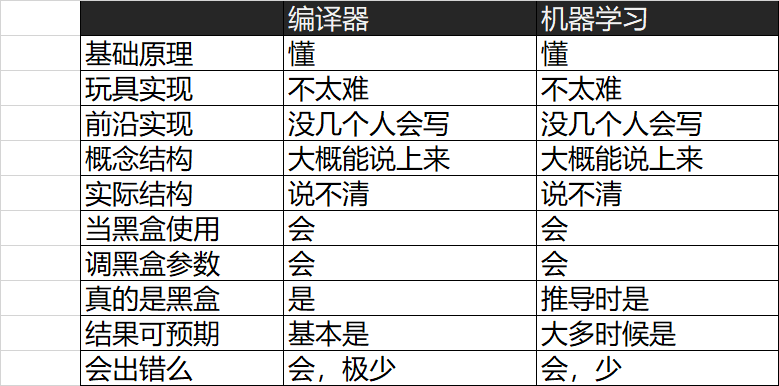 编译器 机器学习
基础原理 懂 懂
玩具实现 不太难 不太难
前沿实现 没几个人会写 没几个人会写
概念结构 大概能说上来 大概能说上来
实际结构 说不清 说不清
当黑盒使用 会 会
调黑盒参数 会 会
真的是黑盒 是 推导时是
结果可预期 基本是 大多时候是
会出错么 会，极少 会，少